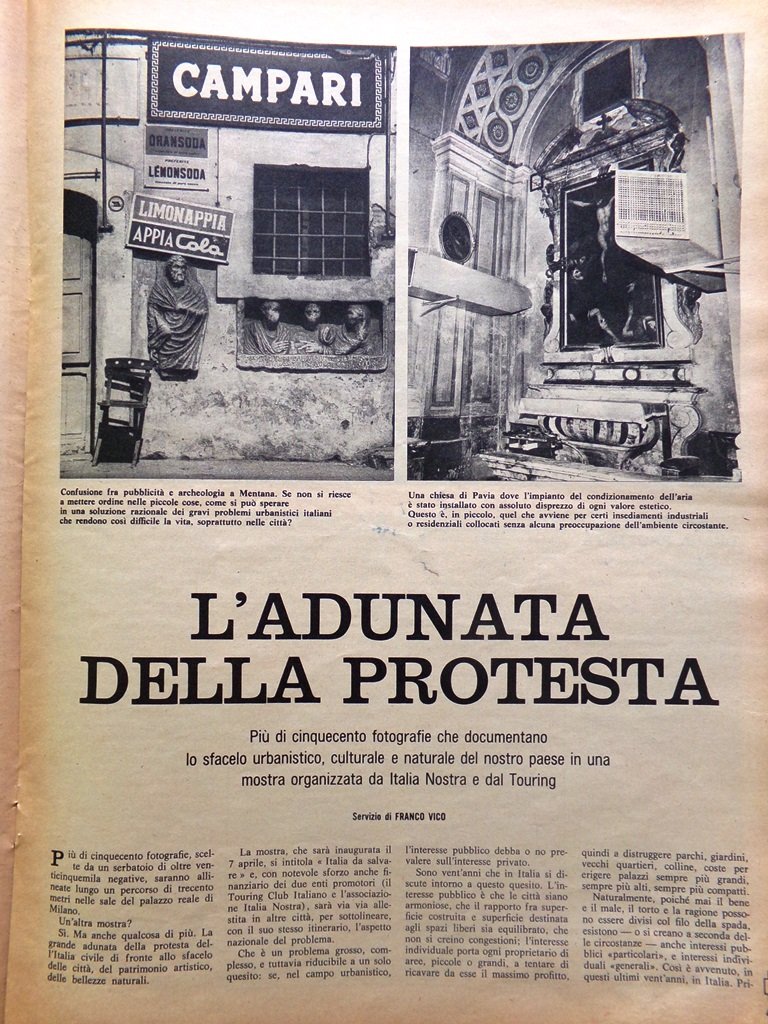 CAMPARI
ORANSODA
PREFERITE
LEMONSODA
LIMONAPPIA
APPIA Cola
Confusione fra pubblicità e archeologia a Mentana. Se non si riesce
a mettere ordine nelle piccole cose, come si può sperare
in una soluzione razionale dei gravi problemi urbanistici italiani
che rendono così difficile la vita, soprattutto nelle città?
Una chiesa di Pavia dove l'impianto del condizionamento dell'aria
è stato installato con assoluto disprezzo di ogni valore estetico.
Questo è, in piccolo, quel che avviene per certi insediamenti industriali
o residenziali collocati senza alcuna preoccupazione dell'ambiente circostante.
L'ADUNATA
DELLA PROTESTA
Più di cinquecento fotografie che documentano
lo sfacelo urbanistico, culturale e naturale del nostro paese in una
mostra organizzata da Italia Nostra e dal Touring
Servizio di FRANCO VICO
Più di cinquecento fotografie, scel-
te da un serbatoio di oltre ven-
ticinquemila negative, saranno alli-
neate lungo un percorso di trecento
metri nelle sale del palazzo reale di
Milano.
Un'altra mostra?
Sì. Ma anche qualcosa di più. La
grande adunata della protesta del-
l'Italia civile di fronte allo sfacelo
delle città, del patrimonio artistico,
delle bellezze naturali.
La mostra, che sarà inaugurata il
7 aprile, si intitola « Italia da salva-
re » e, con notevole sforzo anche fi-
nanziario dei due enti promotori (il
Touring Club Italiano e l'associazio-
ne Italia Nostra), sarà via via alle-
stita in altre città, per sottolineare,
con il suo stesso itinerario, l'aspetto
nazionale del problema.
Che è un problema grosso, com-
plesso, e tuttavia riducibile a un solo
quesito: se, nel campo urbanistico,
l'interesse pubblico debba o no pre-
valere sull'interesse privato.
Sono vent'anni che in Italia si di-
scute intorno a questo quesito. L'in-
teresse pubblico è che le città siano
armoniose, che il rapporto fra super-
ficie costruita e superficie destinata
agli spazi liberi sia equilibrato, che
non si creino congestioni; l'interesse
individuale porta ogni proprietario di
aree, piccole o grandi, a tentare di
ricavare da esse il massimo profitto,
quindi a distruggere parchi, giardini,
vecchi quartieri, colline, coste per
erigere palazzi sempre più grandi,
sempre più alti, sempre più compatti.
Naturalmente, poiché mai il bene
e il male, il torto e la ragione posso-
no essere divisi col filo della spada,
esistono — o si creano a seconda del-
le circostanze — anche interessi pub-
blici «particolari», e interessi indivi-
duali «generali». Così è avvenuto, in
questi ultimi vent'anni, in Italia. Pri-